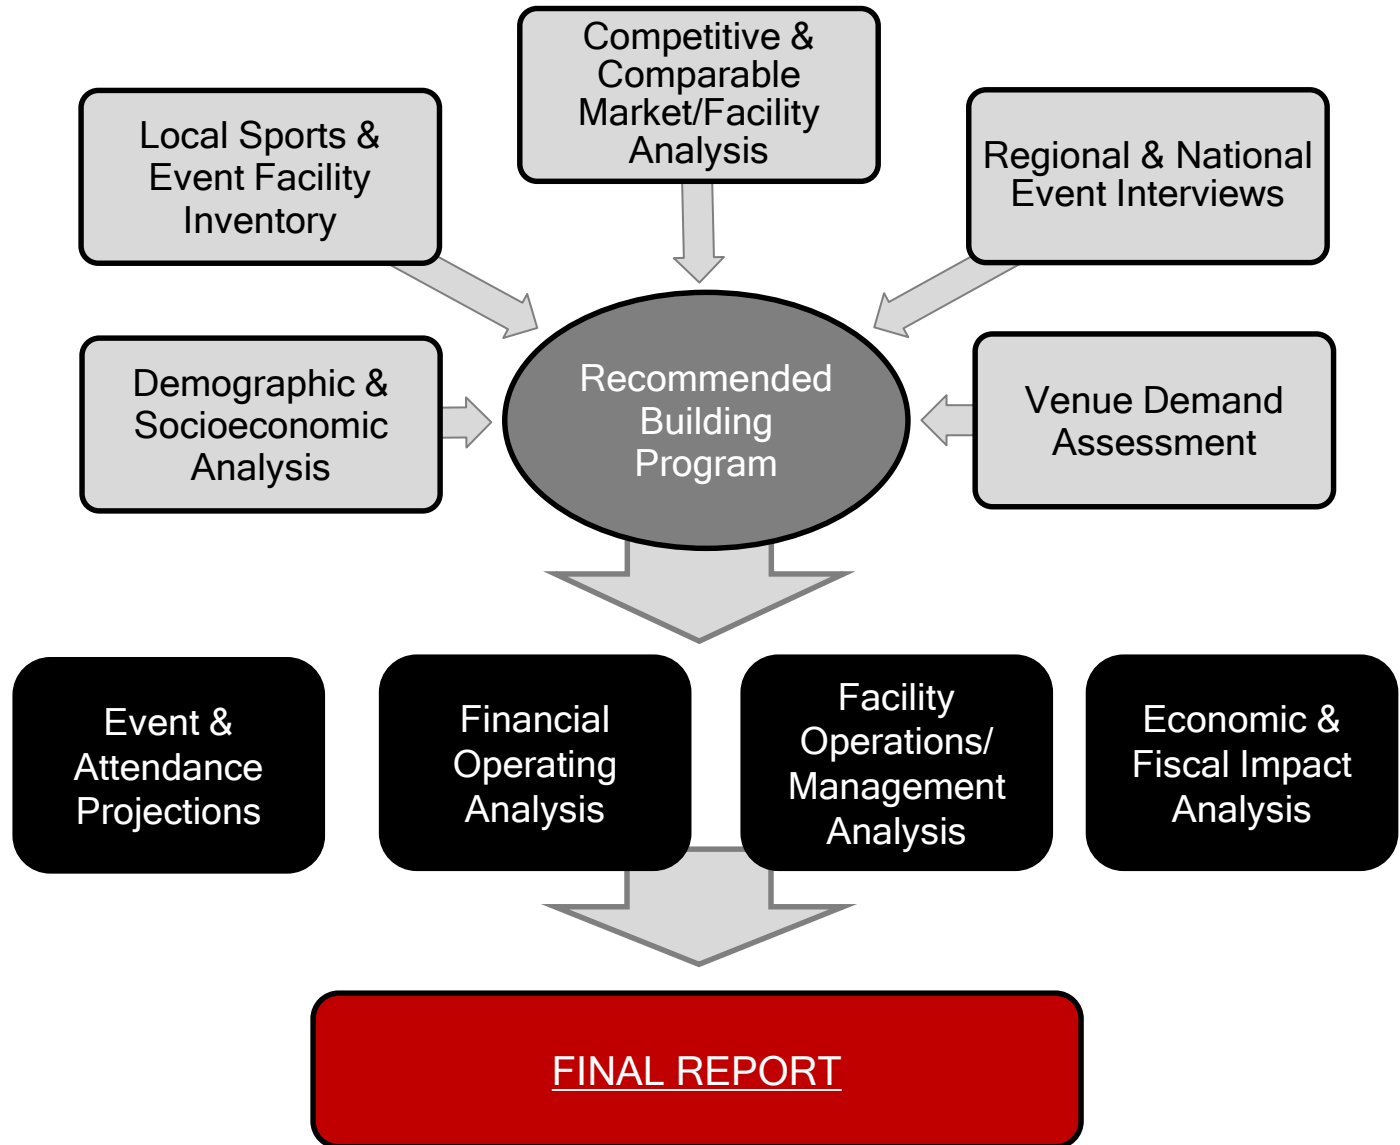 Competitive &
Comparable
Market/Facility
Analysis
Local Sports &
Event Facility
Inventory
Regional & National
Event Interviews
Demographic &
Socioeconomic
Analysis
Recommended
Building
Program
Venue Demand
Assessment
Event &
Attendance
Projections
Financial
Operating
Analysis
Facility
Operations/
Management
Analysis
Economic &
Fiscal Impact
Analysis
FINAL REPORT